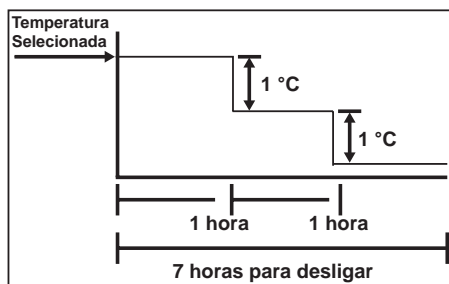 Temperatura
Selecionada
1 °C
1 °C
1 hora 1 hora
7 horas para desligar